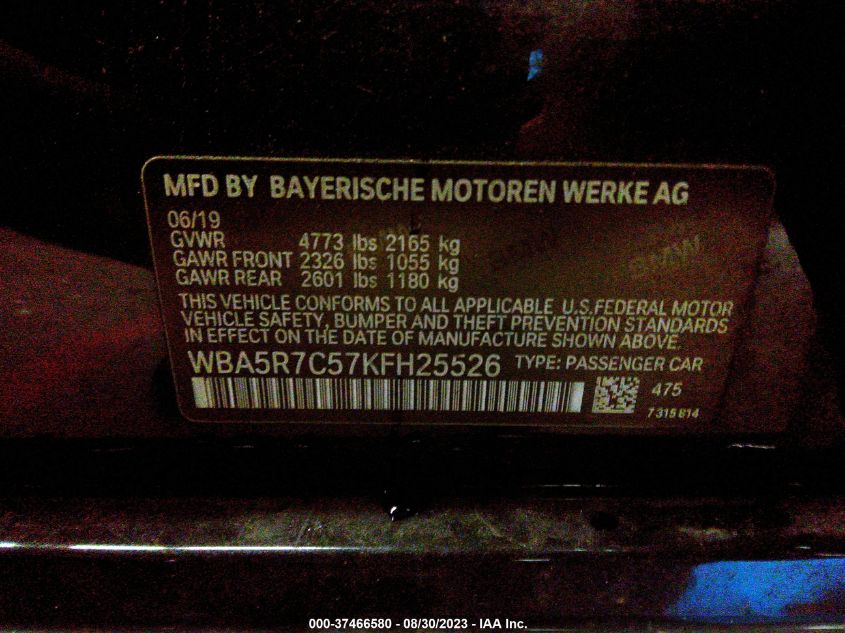 MFD BY BAYERISCHE MOTOREN WERKE AG
06/19
GVWR 4773 lbs 2165 kg
GAWR FRONT 2326 lbs 1055 kg
GAWR REAR 2601 lbs 1180 kg
BMW
THIS VEHICLE CONFORMS TO ALL APPLICABLE U.S.FEDERAL MOTOR
VEHICLE SAFETY, BUMPER AND THEFT PREVENTION STANDARDS
IN EFFECT ON THE DATE OF MANUFACTURE SHOWN ABOVE.
WBA5R7C57KFH25526 TYPE: PASSENGER CAR
475
7 315 814
000-37466580 - 08/30/2023 - IAA Inc.